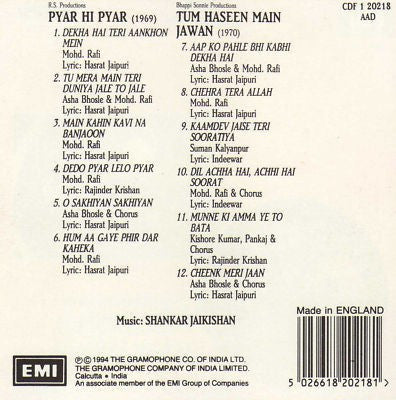 R.S. Productions
PYAR HI PYAR (1969)
1. DEKHA HAI TERI AANKHON
MEIN
Mohd. Rafi
Lyric: Hasrat Jaipuri
2. TU MERA MAIN TERI
DUNIYA JALE TO JALE
Asha Bhosle & Mohd. Rafi
Lyric: Hasrat Jaipuri
3. MAIN KAHIN KAVI NA
BANJAOON
Mohd. Rafi
Lyric: Hasrat Jaipuri
4. DEDO PYAR LELO PYAR
Mohd. Rafi
Lyric: Rajinder Krishan
5. O SAKHIYAN SAKHIYAN
Asha Bhosle & Chorus
Lyric: Hasrat Jaipuri
6. HUM AA GAYE PHIR DAR
KAHEKA
Mohd. Rafi
Lyric: Hasrat Jaipuri
Bhappi Sonnie Productions
TUM HASEEN MAIN
JAWAN (1970)
7. AAP KO PAHLE BHI KABHI
DEKHA HAI
Asha Bhosle & Mohd. Rafi
Lyric: Hasrat Jaipuri
8. CHEHRA TERA ALLAH
Mohd. Rafi
Lyric: Hasrat Jaipuri
9. KAAMDEV JAISE TERI
SOORATIYA
Suman Kalyanpur
Lyric: Indeewar
10. DIL ACHHA HAI, ACHHI HAI
SOORAT
Mohd. Rafi & Chorus
Lyric: Indeewar
11. MUNNE KI AMMA YE TO
BATA
Kishore Kumar, Pankaj &
Chorus
Lyric: Rajinder Krishan
12. CHEENK MERI JAAN
Asha Bhosle & Chorus
Lyric: Hasrat Jaipuri
CDF 1 20218
AAD
Music: SHANKAR JAIKISHAN
Made in ENGLAND
EMI
℗ © 1994 THE GRAMOPHONE CO. OF INDIA LTD.
THE GRAMOPHONE COMPANY OF INDIA LIMITED.
Calcutta • India
An associate member of the EMI Group of Companies
5 026618 202181 >